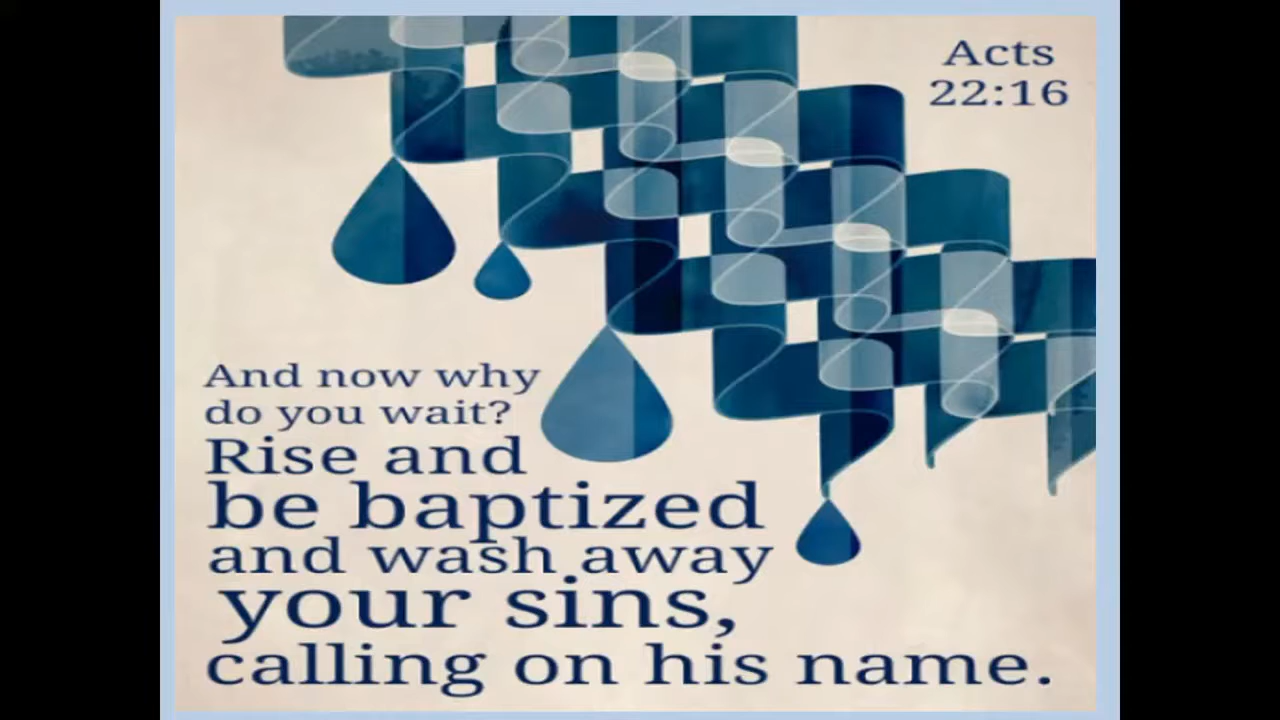 Acts
22:16
And now why
do you wait?
Rise and
be baptized
and wash away
your sins,
calling on his name.